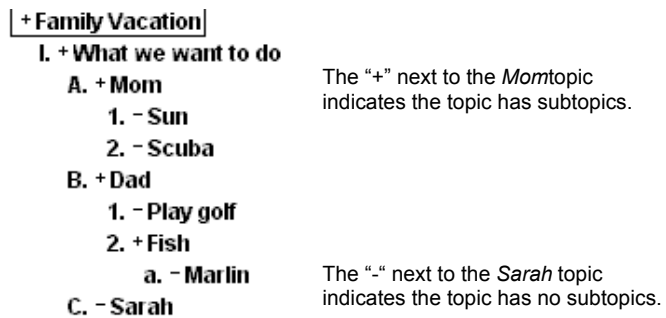 + Family Vacation
I. + What we want to do
A. + Mom
1. - Sun
2. - Scuba
B. + Dad
1. - Play golf
2. + Fish
a. - Marlin
C. - Sarah
The “+” next to the Momtopic
indicates the topic has subtopics.
The “-“ next to the Sarah topic
indicates the topic has no subtopics.